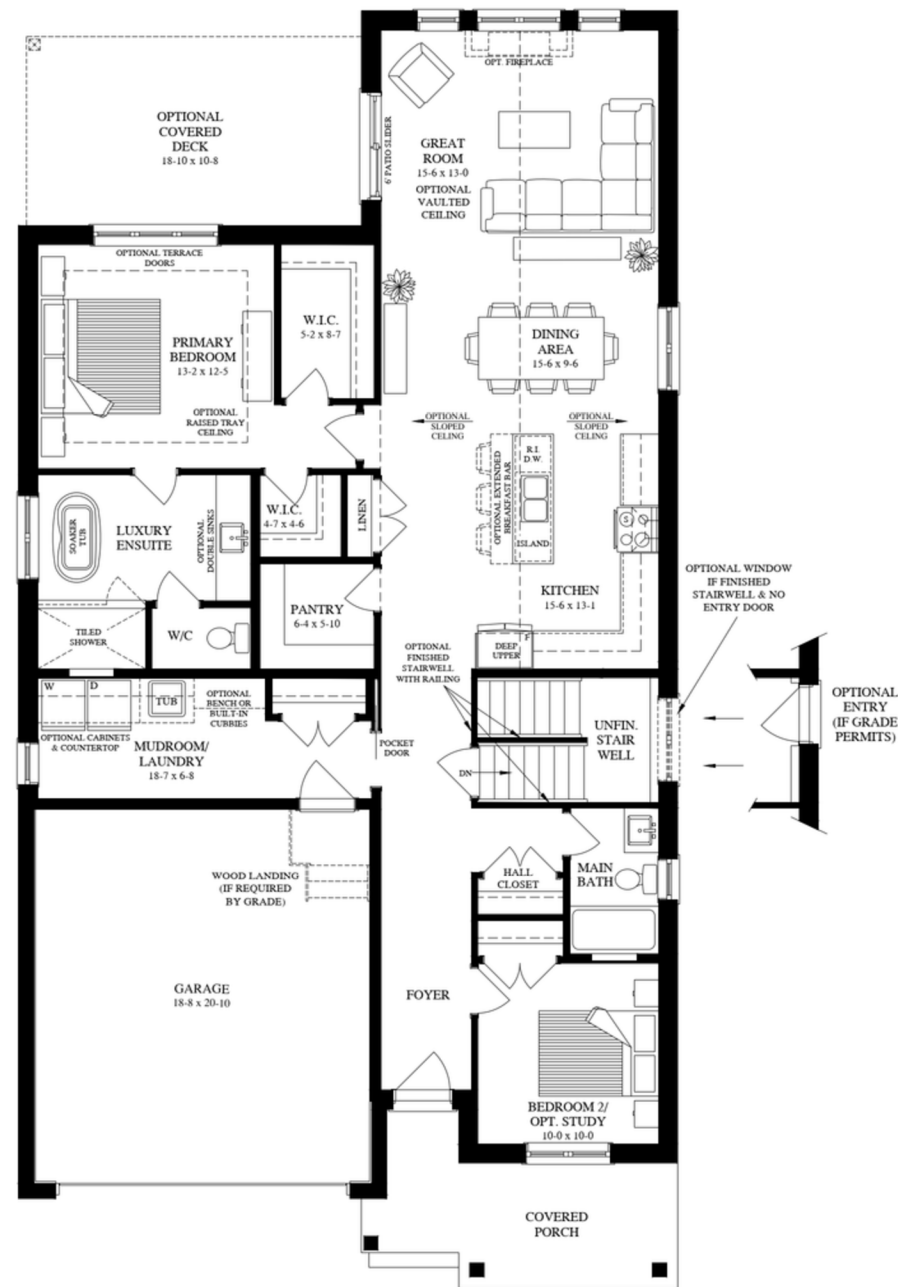 OPT. FIREPLACE
OPTIONAL
COVERED
DECK
18-10 x 10-8
6' PATIO SLIDER
GREAT
ROOM
15-6 x 13-0
OPTIONAL
VAULTED
CEILING
OPTIONAL TERRACE
DOORS
W.I.C.
5-2 x 8-7
PRIMARY
BEDROOM
13-2 x 12-5
DINING
AREA
15-6 x 9-6
OPTIONAL
RAISED TRAY
CEILING
OPTIONAL
SLOPED
CELING
OPTIONAL
SLOPED
CELING
R.I.
D.W.
OPTIONAL EXTENDED
BREAKFAST BAR
ISLAND
S
SOAKER
TUB
LUXURY
ENSUITE
OPTIONAL
DOUBLE SINKS
W.I.C.
4-7 x 4-6
LINEN
KITCHEN
15-6 x 13-1
OPTIONAL WINDOW
IF FINISHED
STAIRWELL & NO
ENTRY DOOR
PANTRY
6-4 x 5-10
TILED
SHOWER
W/C
F
DEEP
UPPER
OPTIONAL
FINISHED
STAIRWELL
WITH RAILING
W
D
TUB
OPTIONAL
BENCH OR
BUILT-IN
CUBBIES
OPTIONAL CABINETS
& COUNTERTOP
MUDROOM/
LAUNDRY
18-7 x 6-8
POCKET
DOOR
UNFIN.
STAIR
WELL
DN
OPTIONAL
ENTRY
(IF GRADE
PERMITS)
WOOD LANDING
(IF REQUIRED
BY GRADE)
HALL
CLOSET
MAIN
BATH
GARAGE
18-8 x 20-10
FOYER
BEDROOM 2/
OPT. STUDY
10-0 x 10-0
COVERED
PORCH